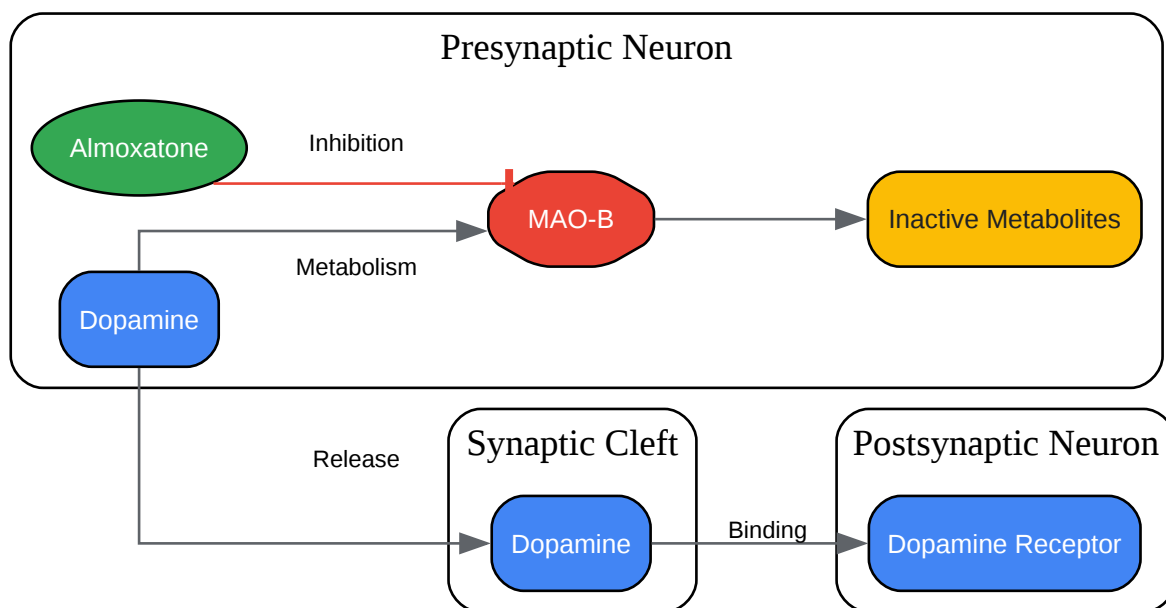 Presynaptic Neuron
Almoxatone
Inhibition
MAO-B
Inactive Metabolites
Metabolism
Dopamine
Release
Synaptic Cleft
Dopamine
Binding
Postsynaptic Neuron
Dopamine Receptor